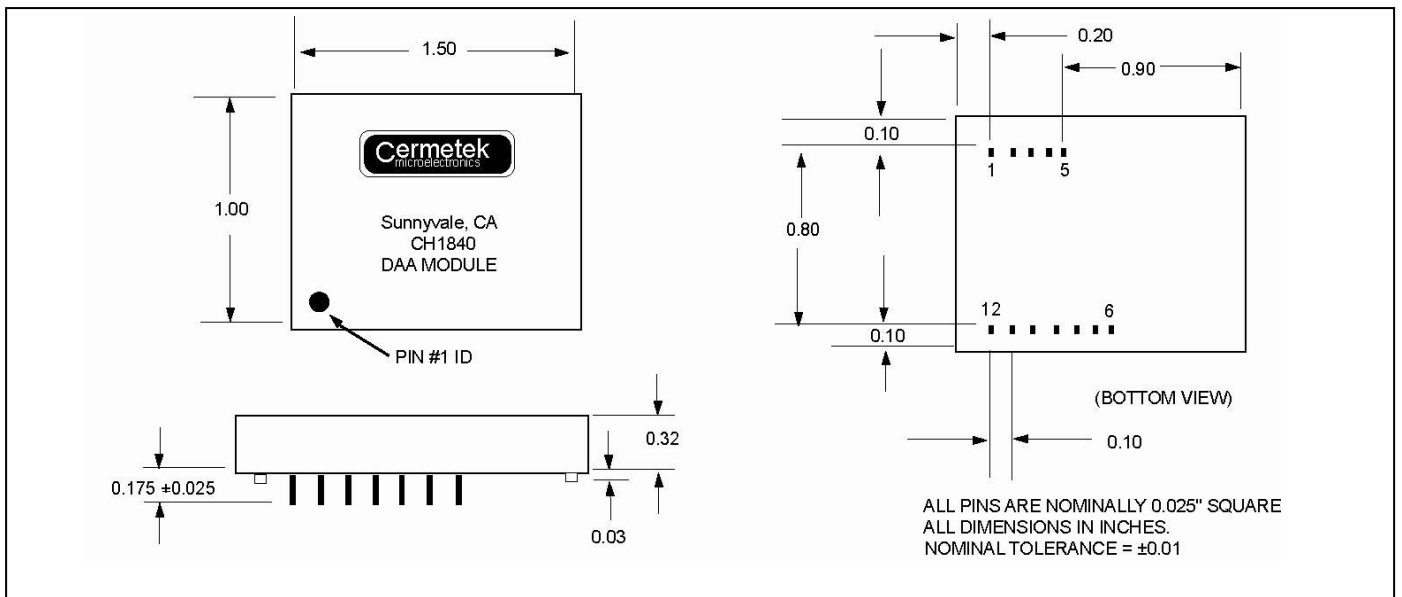 1.50
1.00
Cermetek
microelectronics
Sunnyvale, CA
CH1840
DAA MODULE
PIN #1 ID
0.32
0.175 ±0.025
0.03
0.20
0.90
0.10
1 5
0.80
12 6
0.10
(BOTTOM VIEW)
0.10
ALL PINS ARE NOMINALLY 0.025" SQUARE
ALL DIMENSIONS IN INCHES.
NOMINAL TOLERANCE = ±0.01